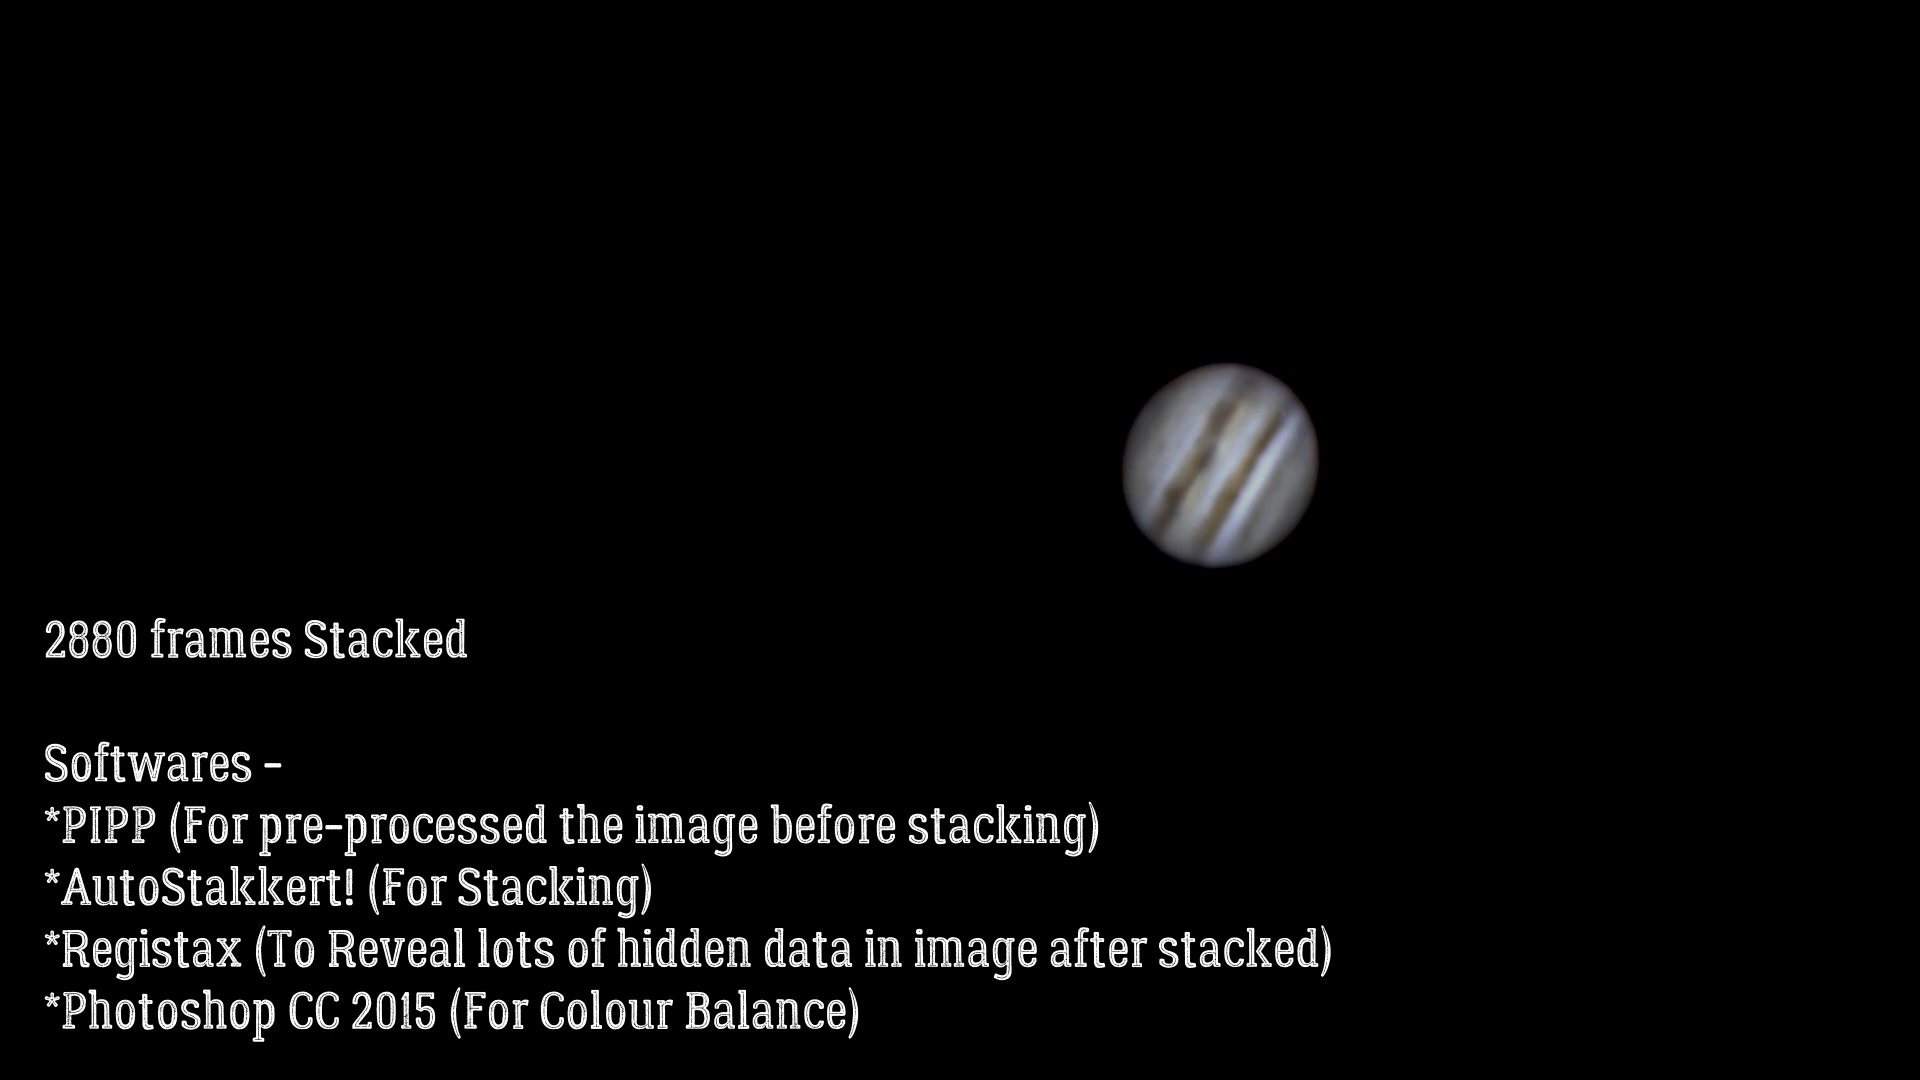 2880 frames Stacked
Softwares -
*PIPP (For pre-processed the image before stacking)
*AutoStakkert! (For Stacking)
*Registax (To Reveal lots of hidden data in image after stacked)
*Photoshop CC 2015 (For Colour Balance)